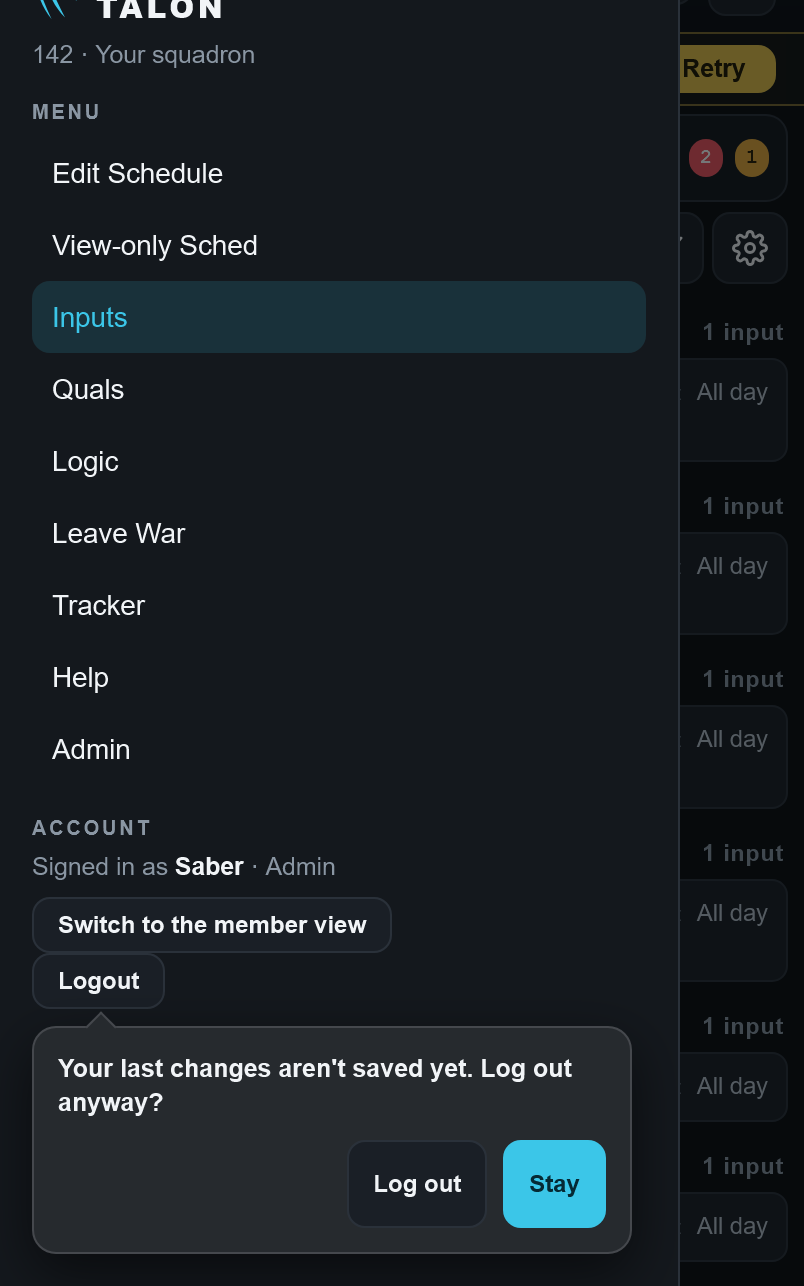 TALON
142 · Your squadron
MENU
Edit Schedule
View-only Sched
Inputs
Quals
Logic
Leave War
Tracker
Help
Admin
ACCOUNT
Signed in as Saber · Admin
Switch to the member view
Logout
Your last changes aren't saved yet. Log out
anyway?
Log out
Stay
Retry
2
1
1 input
All day
1 input
All day
1 input
All day
1 input
All day
1 input
All day
1 input
All day